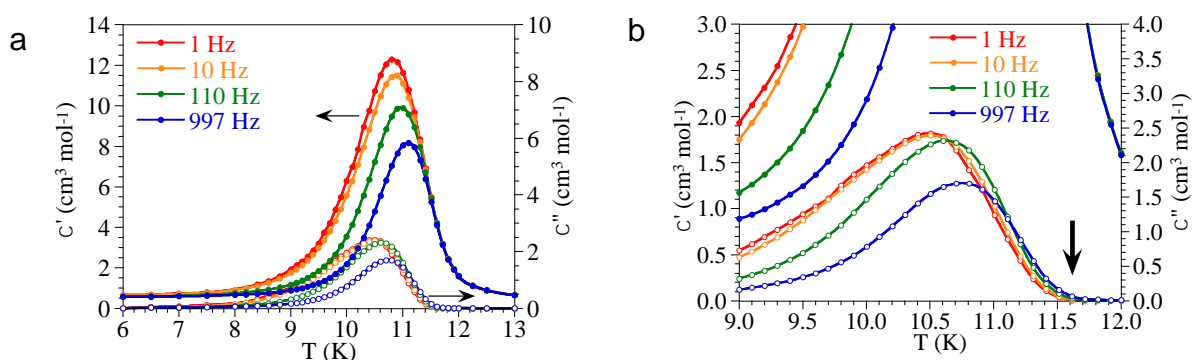 a
14
12
10
8
6
4
2
0
C' (cm³ mol⁻¹)
1 Hz
10 Hz
110 Hz
997 Hz
10
8
6
4
2
0
C" (cm³ mol⁻¹)
6 7 8 9 10 11 12 13
T (K)
b
3.0
2.5
2.0
1.5
1.0
0.5
0.0
C' (cm³ mol⁻¹)
1 Hz
10 Hz
110 Hz
997 Hz
4.0
3.5
3.0
2.5
2.0
1.5
1.0
0.5
0.0
C" (cm³ mol⁻¹)
9.0 9.5 10.0 10.5 11.0 11.5 12.0
T (K)